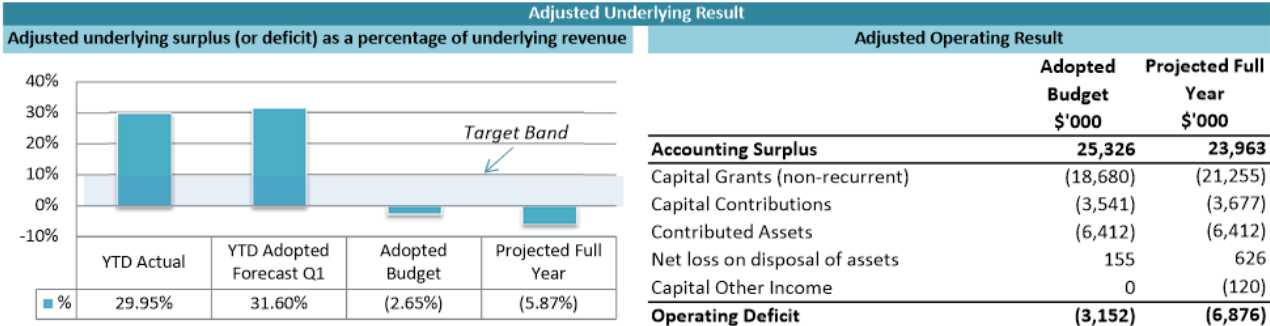 Adjusted Underlying Result
Adjusted underlying surplus (or deficit) as a percentage of underlying revenue
40%
30%
20%
10%
0%
-10%
Target Band
YTD Actual
YTD Adopted Forecast Q1
Adopted Budget
Projected Full Year
% 29.95% 31.60% (2.65%) (5.87%)
Adjusted Operating Result
Adopted Budget $'000
Projected Full Year $'000
Accounting Surplus 25,326 23,963
Capital Grants (non-recurrent) (18,680) (21,255)
Capital Contributions (3,541) (3,677)
Contributed Assets (6,412) (6,412)
Net loss on disposal of assets 155 626
Capital Other Income 0 (120)
Operating Deficit (3,152) (6,876)